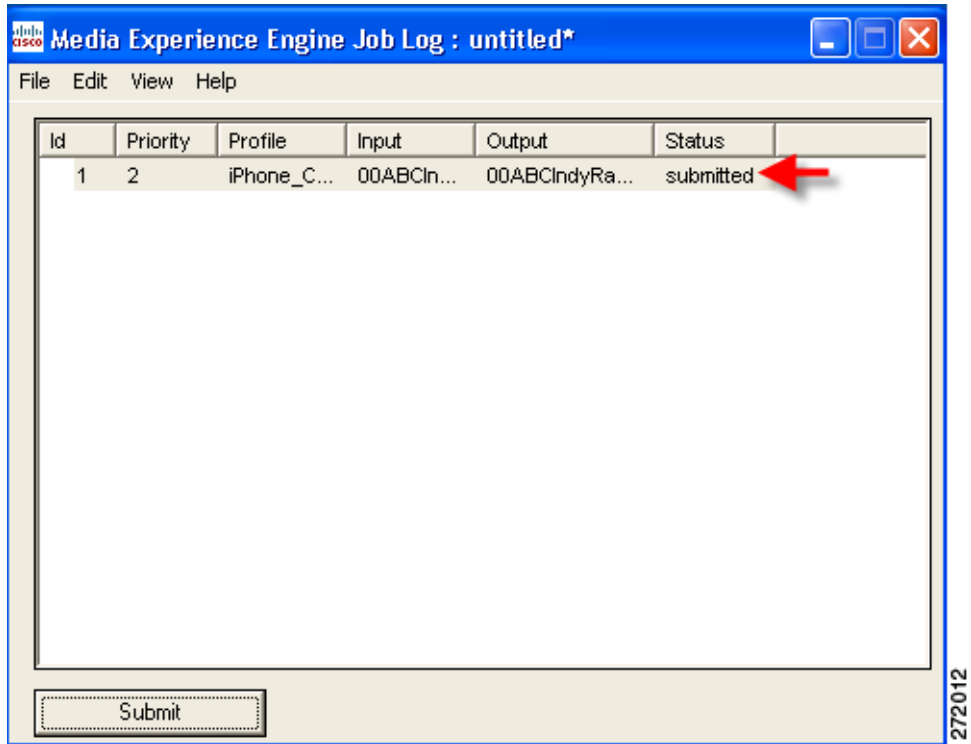 cisco Media Experience Engine Job Log : untitled*
File Edit View Help
Id Priority Profile Input Output Status
1 2 iPhone_C... 00ABCIn... 00ABCIndyRa... submitted
Submit
272012